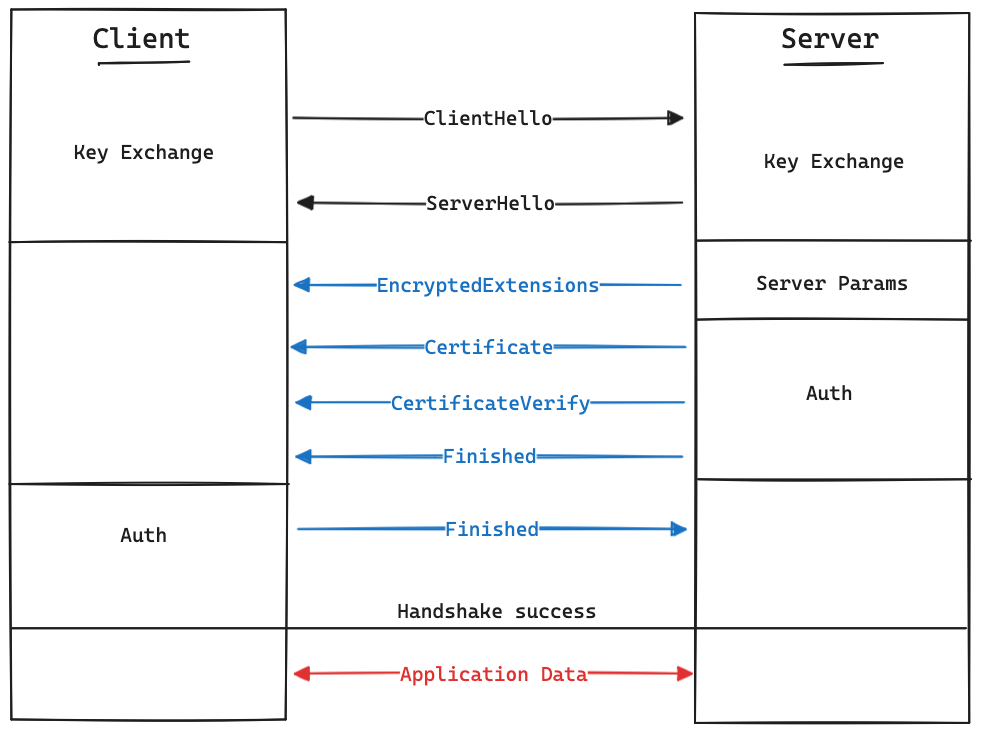 Client
Server
ClientHello
Key Exchange
Key Exchange
ServerHello
EncryptedExtensions
Server Params
Certificate
Auth
CertificateVerify
Finished
Finished
Auth
Handshake success
Application Data